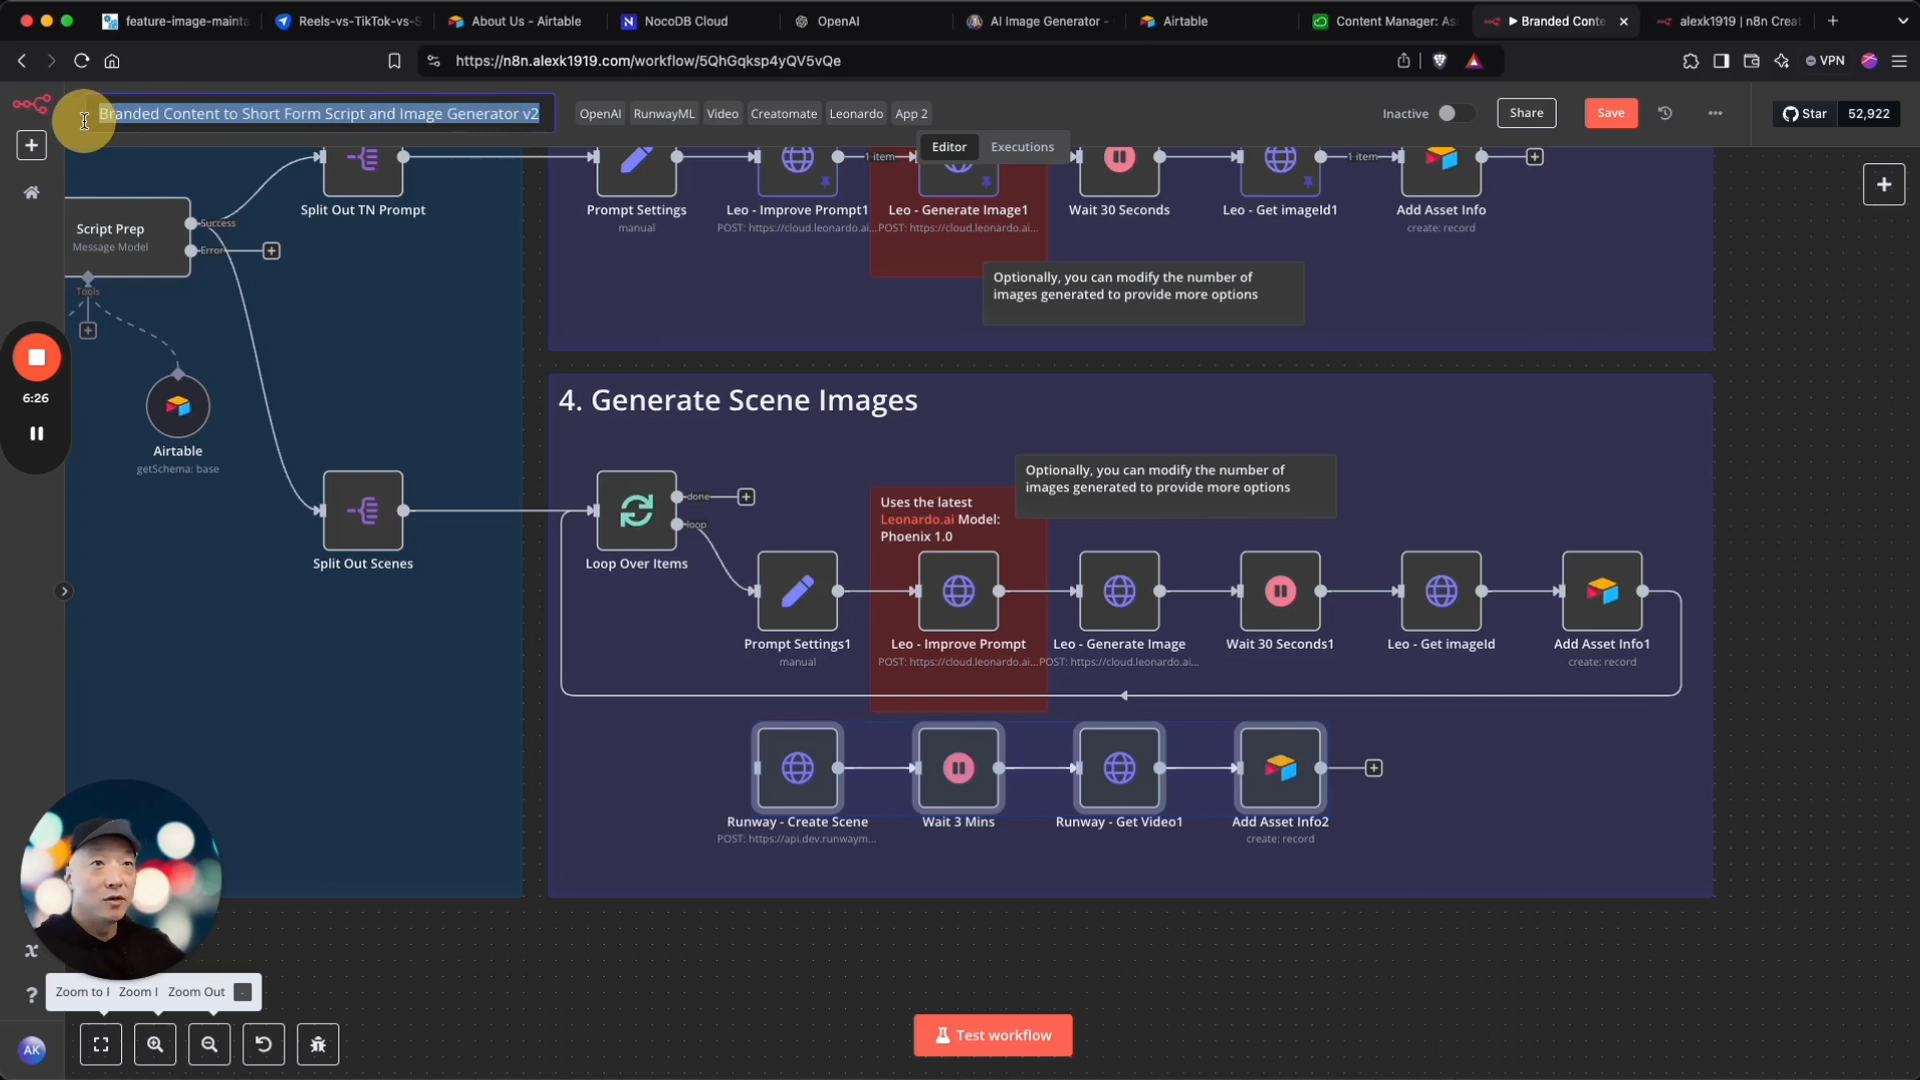 feature-image-mainta
Reels-vs-TikTok-vs-S
About Us - Airtable
NocoDB Cloud
OpenAI
AI Image Generator -
Airtable
Content Manager: As
Branded Conte
alexk1919 | n8n Crea
https://n8n.alexk1919.com/workflow/5QhGqksp4yQV5vQe
VPN
Branded Content to Short Form Script and Image Generator v2
OpenAI
RunwayML
Video
Creatomate
Leonardo
App 2
Inactive
Share
Save
Star
52,922
Editor
Executions
1 item
1 item
Split Out TN Prompt
Prompt Settings
manual
Leo - Improve Prompt1
POST: https://cloud.leonardo.ai...
Leo - Generate Image1
POST: https://cloud.leonardo.ai...
Wait 30 Seconds
Leo - Get imageId1
Add Asset Info
create: record
Script Prep
Message Model
Success
Error
Tools
Optionally, you can modify the number of
images generated to provide more options
6:26
4. Generate Scene Images
Airtable
getSchema: base
Optionally, you can modify the number of
images generated to provide more options
Uses the latest
Leonardo.ai Model:
Phoenix 1.0
done
loop
Split Out Scenes
Loop Over Items
Prompt Settings1
manual
Leo - Improve Prompt
POST: https://cloud.leonardo.ai...
Leo - Generate Image
POST: https://cloud.leonardo.ai...
Wait 30 Seconds1
Leo - Get imageId
Add Asset Info1
create: record
Runway - Create Scene
POST: https://api.dev.runwaym...
Wait 3 Mins
Runway - Get Video1
Add Asset Info2
create: record
Zoom to
Zoom
Zoom Out
-
AK
Test workflow